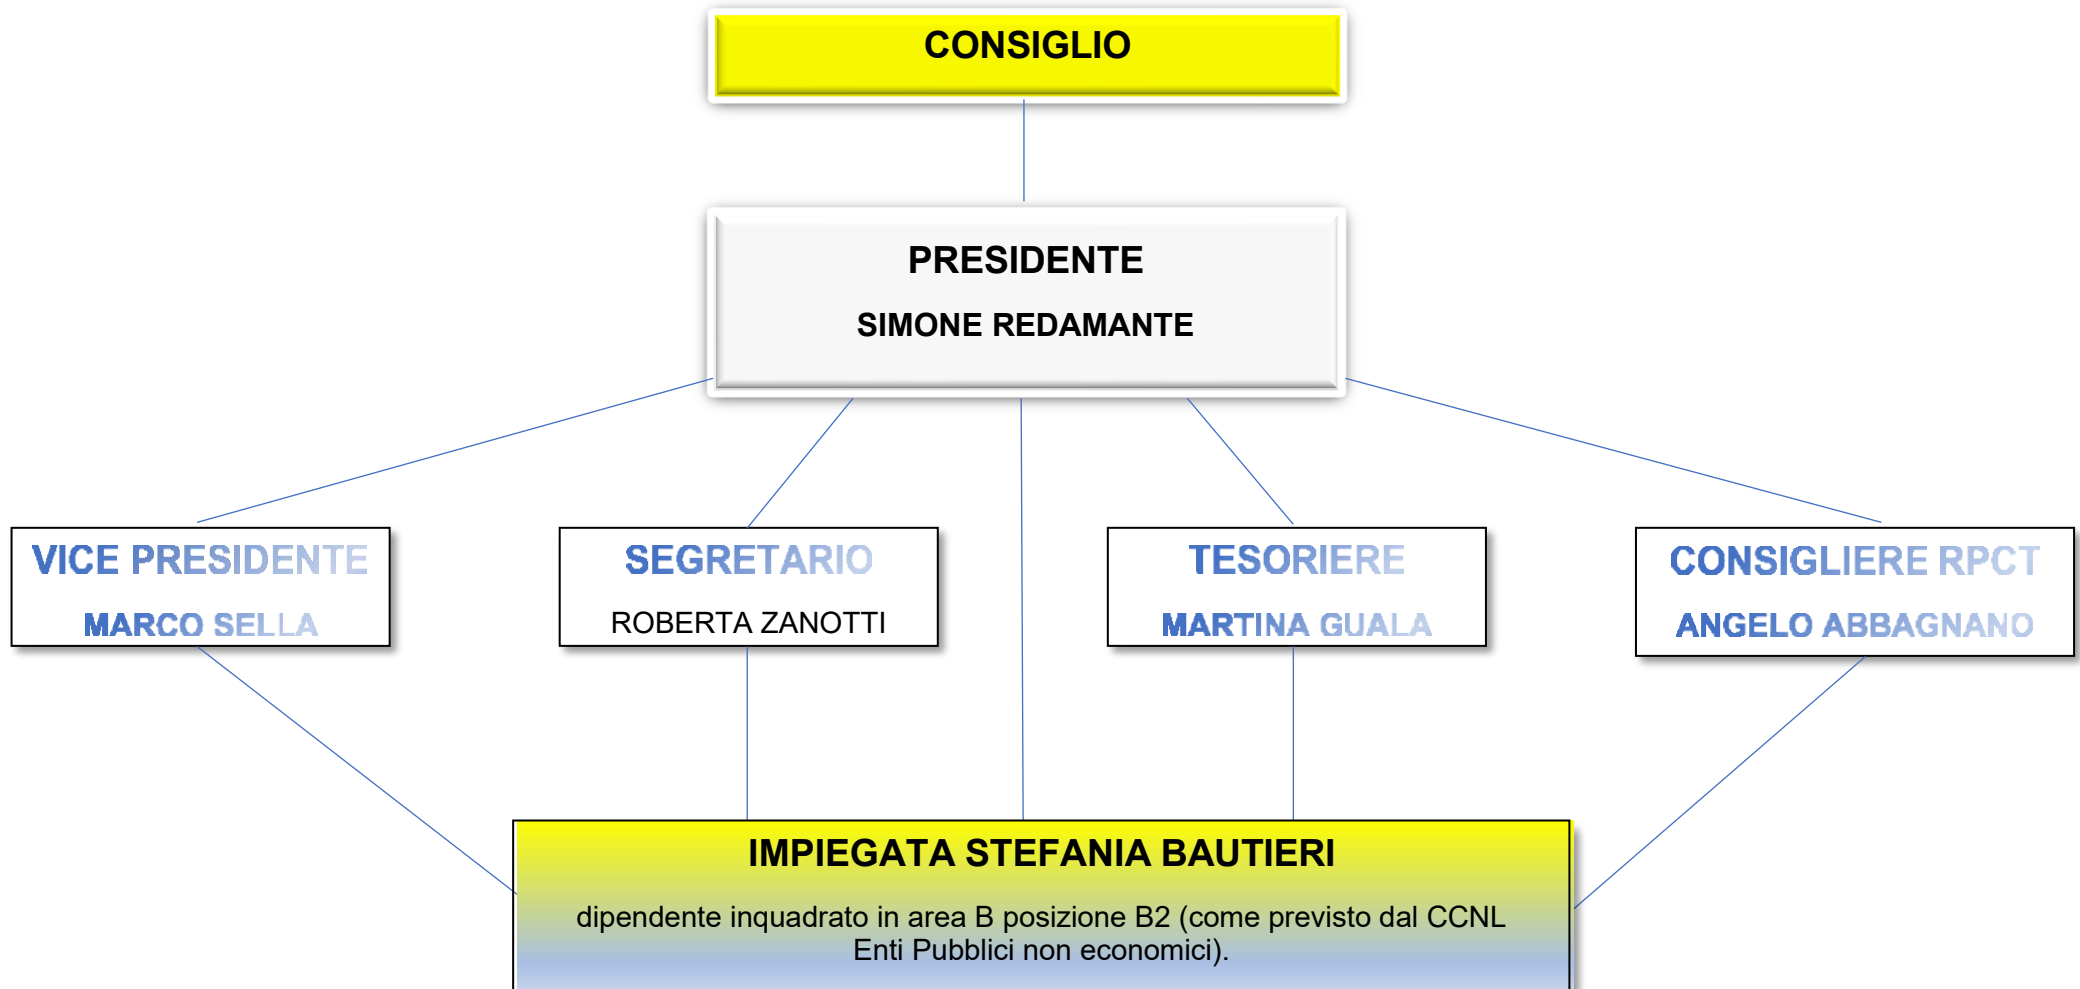 CONSIGLIO
PRESIDENTE
SIMONE REDAMANTE
VICE PRESIDENTE
MARCO SELLA
SEGRETARIO
ROBERTA ZANOTTI
TESORIERE
MARTINA GUALA
CONSIGLIERE RPCT
ANGELO ABBAGNANO
IMPIEGATA STEFANIA BAUTIERI
dipendente inquadrato in area B posizione B2 (come previsto dal CCNL
Enti Pubblici non economici).